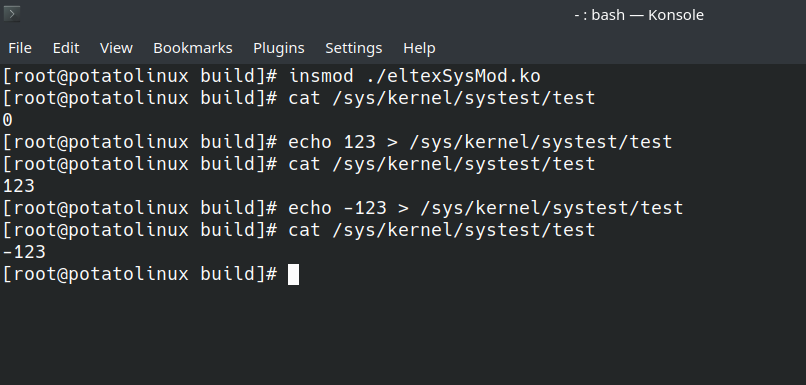 - : bash — Konsole
File Edit View Bookmarks Plugins Settings Help
[root@potatolinux build]# insmod ./eltexSysMod.ko
[root@potatolinux build]# cat /sys/kernel/systest/test
0
[root@potatolinux build]# echo 123 > /sys/kernel/systest/test
[root@potatolinux build]# cat /sys/kernel/systest/test
123
[root@potatolinux build]# echo -123 > /sys/kernel/systest/test
[root@potatolinux build]# cat /sys/kernel/systest/test
-123
[root@potatolinux build]#